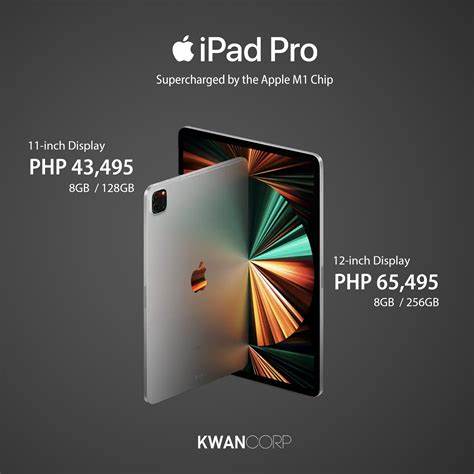 iPad Pro
Supercharged by the Apple M1 Chip
11-inch Display
PHP 43,495
8GB / 128GB
12-inch Display
PHP 65,495
8GB / 256GB
KWANCORP